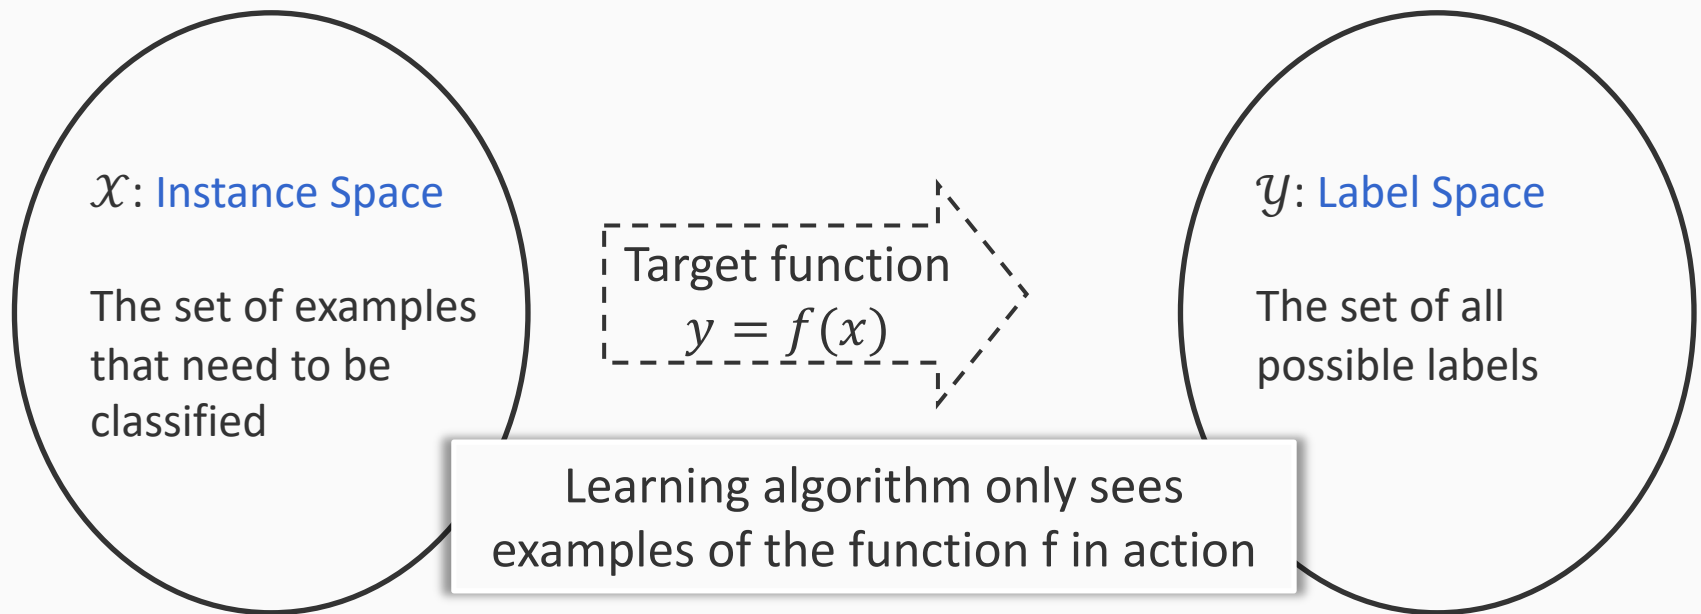 𝒳: Instance Space
The set of examples
that need to be
classified
Target function
y = f(x)
𝒴: Label Space
The set of all
possible labels
Learning algorithm only sees
examples of the function f in action